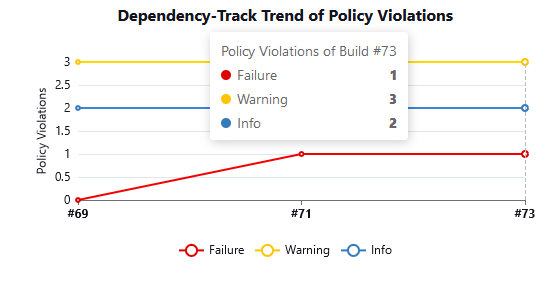 Dependency-Track Trend of Policy Violations
Policy Violations of Build #73
Failure 1
Warning 3
Info 2
Policy Violations
3
2.5
2
1.5
1
0.5
0
#69 #71 #73
Failure Warning Info